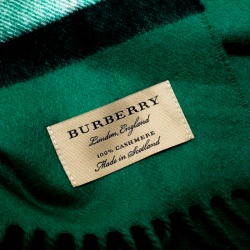 BURBERRY
London, England
100% CASHMERE
Made in Scotland